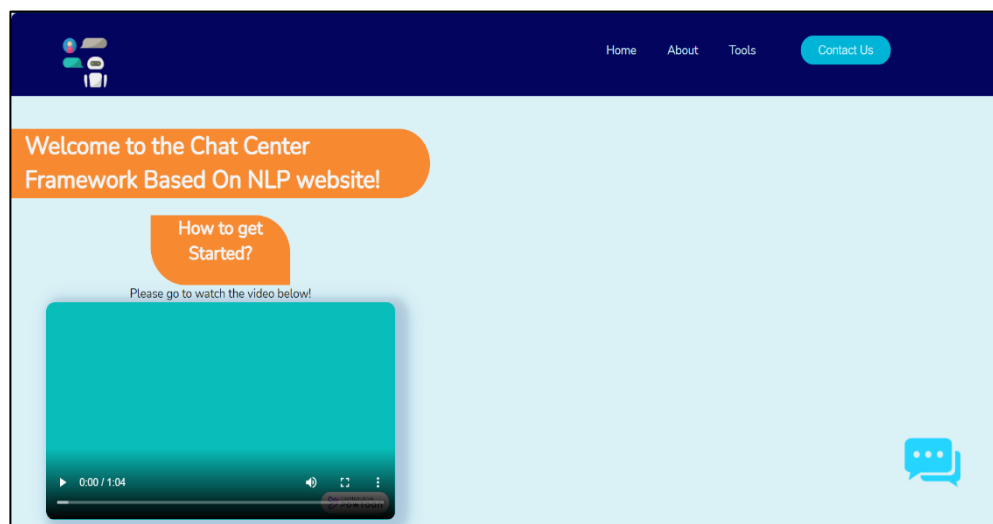 Home About Tools Contact Us
Welcome to the Chat Center
Framework Based On NLP website!
How to get
Started?
Please go to watch the video below!
0:00 / 1:04